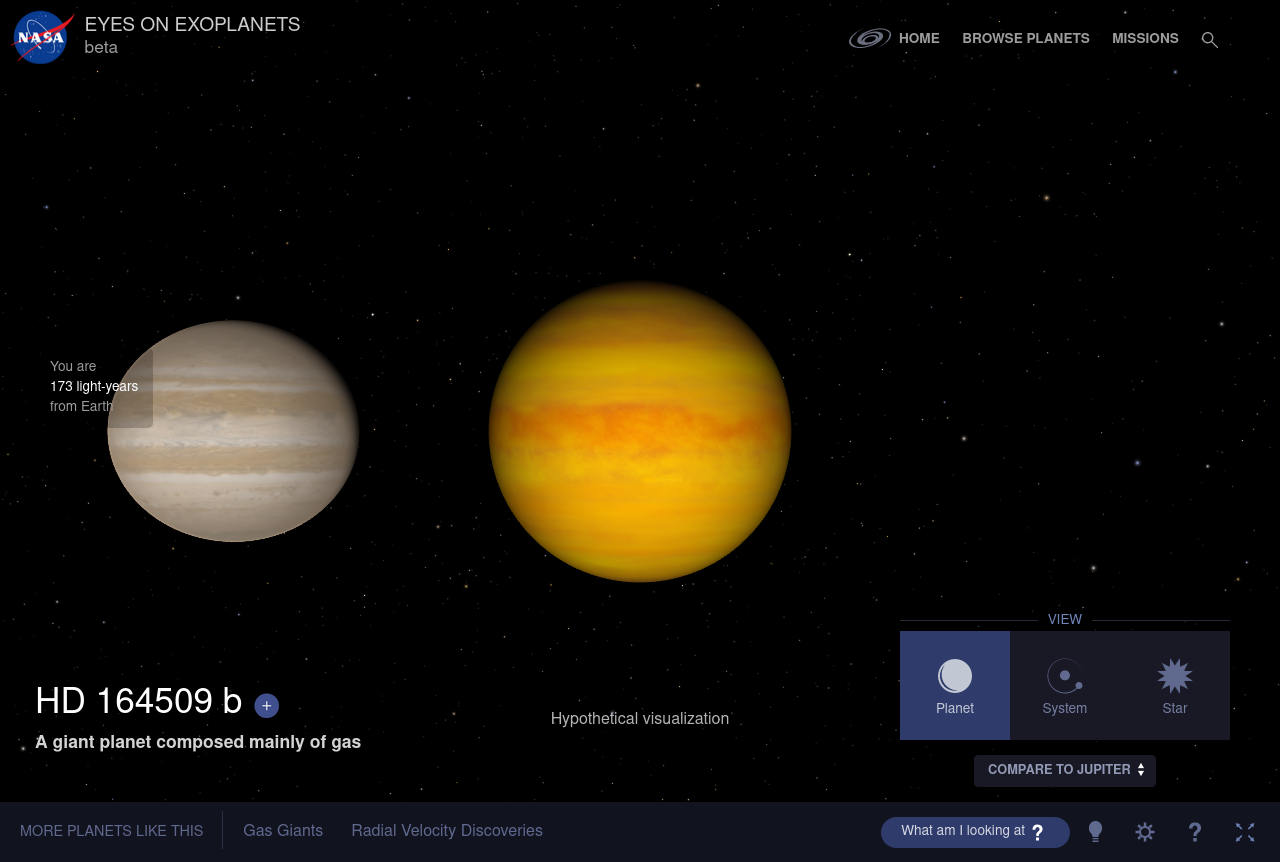 NASA
EYES ON EXOPLANETS
beta
HOME
BROWSE PLANETS
MISSIONS
You are
173 light-years
from Earth
HD 164509 b +
A giant planet composed mainly of gas
Hypothetical visualization
VIEW
Planet
System
Star
COMPARE TO JUPITER
MORE PLANETS LIKE THIS
Gas Giants
Radial Velocity Discoveries
What am I looking at ?
?